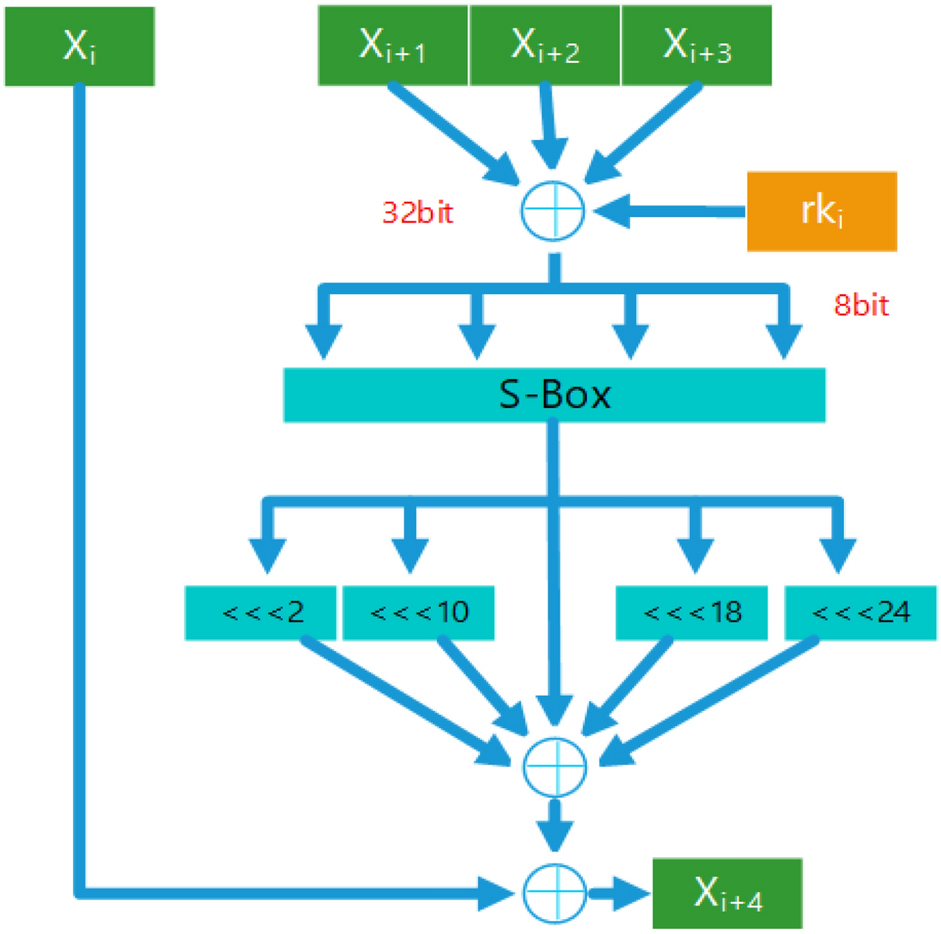 Xi Xi+1 Xi+2 Xi+3
32bit rki
8bit
S-Box
<<<2 <<<10 <<<18 <<<24
Xi+4